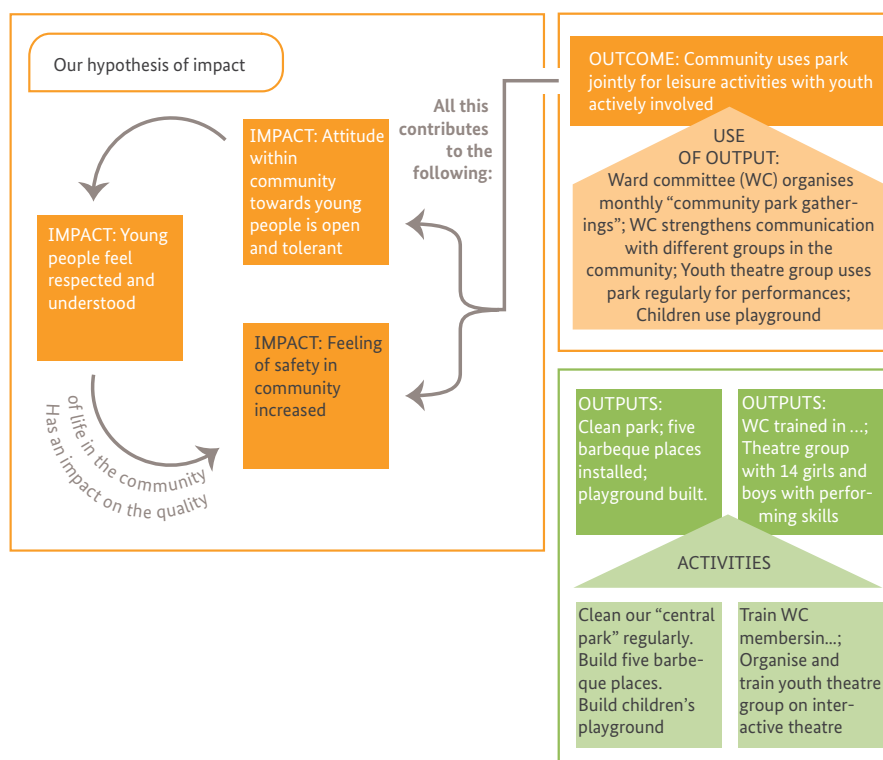 Our hypothesis of impact
IMPACT: Attitude
within
community
towards young
people is open
and tolerant
IMPACT: Young
people feel
respected and
understood
IMPACT: Feeling
of safety in
community
increased
of life in the community
Has an impact on the quality
All this
contributes
to the
following:
OUTCOME: Community uses park
jointly for leisure activities with youth
actively involved
USE
OF OUTPUT:
Ward committee (WC) organises
monthly “community park gather-
ings”; WC strengthens communication
with different groups in the
community; Youth theatre group uses
park regularly for performances;
Children use playground
OUTPUTS:
Clean park; five
barbeque places
installed;
playground built.
OUTPUTS:
WC trained in ...;
Theatre group
with 14 girls and
boys with perfor-
ming skills
ACTIVITIES
Clean our “central
park” regularly.
Build five barbe-
que places.
Build children’s
playground
Train WC
membersin...;
Organise and
train youth theatre
group on inter-
active theatre